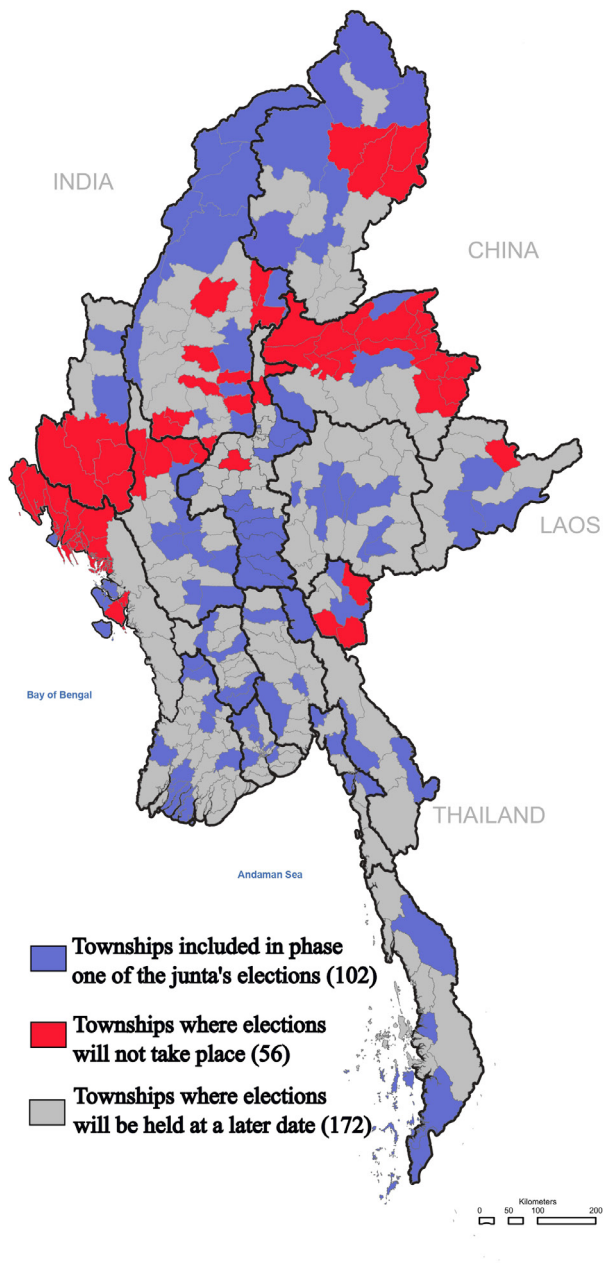 INDIA
CHINA
LAOS
Bay of Bengal
THAILAND
Andaman Sea
Townships included in phase
one of the junta's elections (102)
Townships where elections
will not take place (56)
Townships where elections
will be held at a later date (172)
Kilometers
0 50 100 200